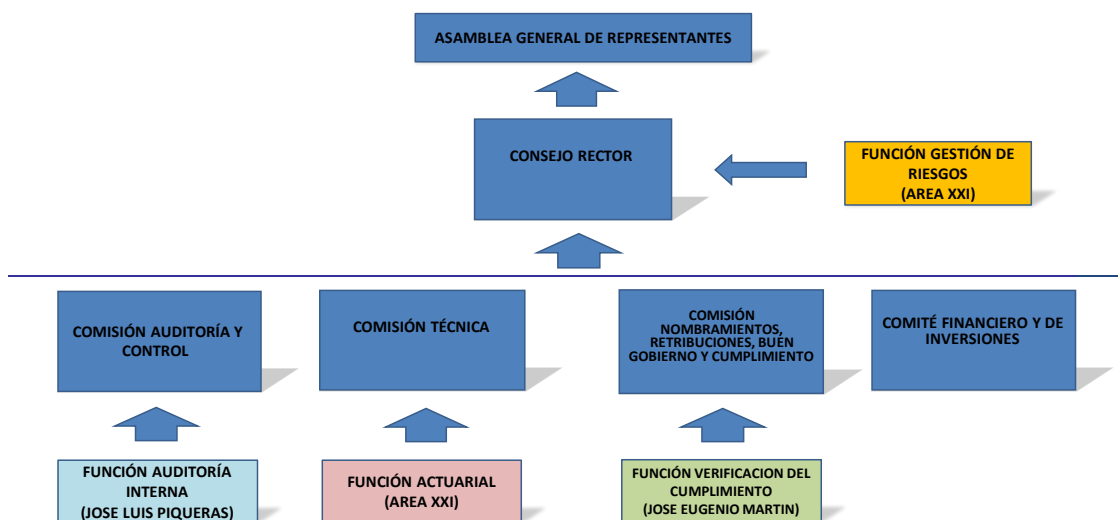 ASAMBLEA GENERAL DE REPRESENTANTES
CONSEJO RECTOR
FUNCIÓN GESTIÓN DE
RIESGOS
(AREA XXI)
COMISIÓN AUDITORÍA Y
CONTROL
COMISIÓN TÉCNICA
COMISIÓN
NOMBRAMIENTOS,
RETRIBUCIONES, BUEN
GOBIERNO Y CUMPLIMIENTO
COMITÉ FINANCIERO Y DE
INVERSIONES
FUNCIÓN AUDITORÍA
INTERNA
(JOSE LUIS PIQUERAS)
FUNCIÓN ACTUARIAL
(AREA XXI)
FUNCIÓN VERIFICACION DEL
CUMPLIMIENTO
(JOSE EUGENIO MARTIN)